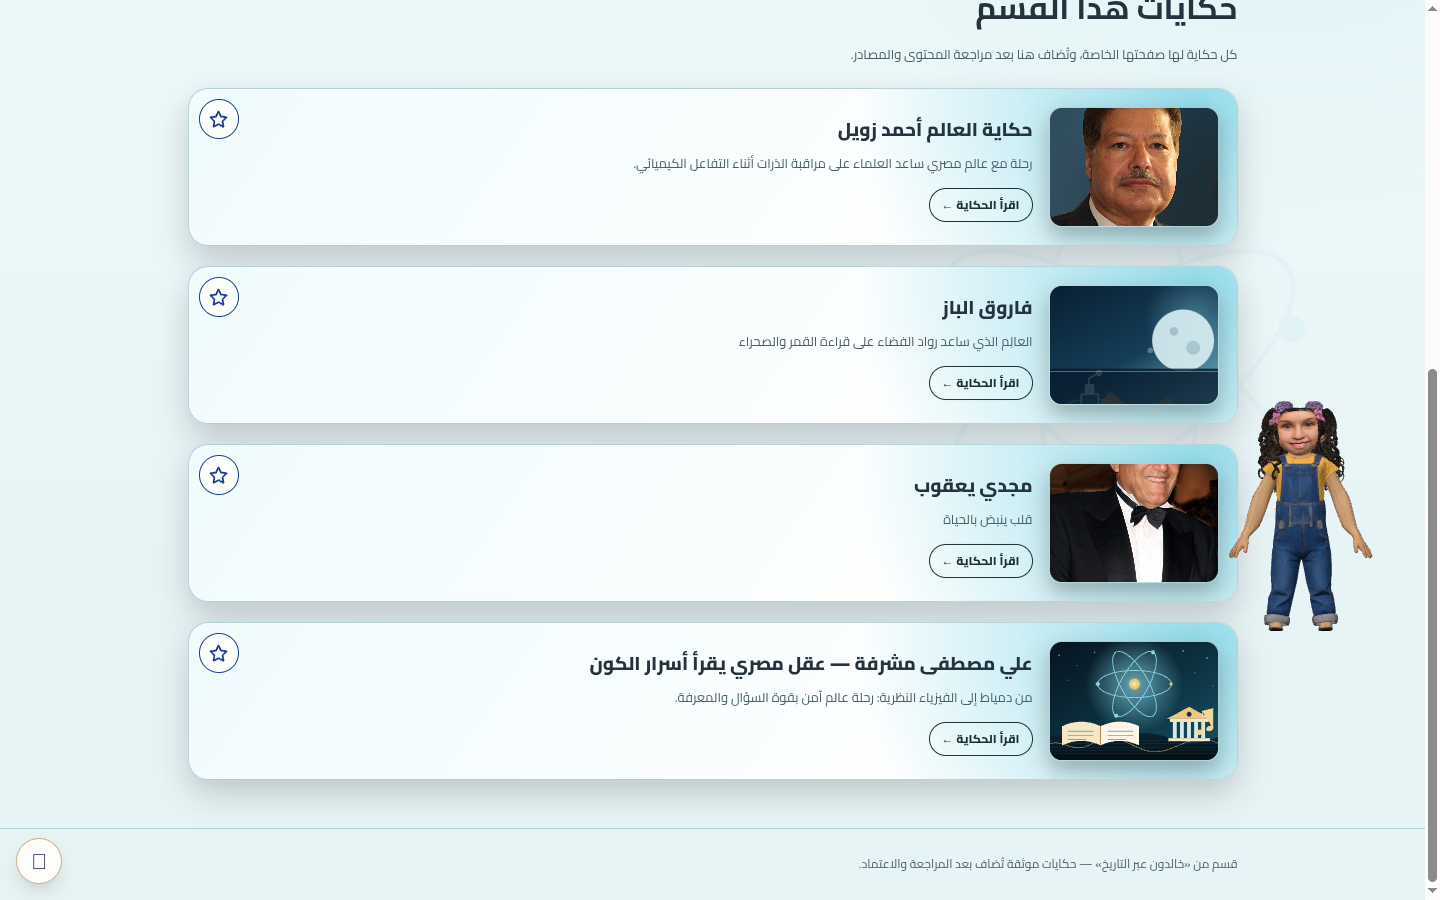 حكايات هذا القسم
كل حكاية لها صفحتها الخاصة، وتُضاف هنا بعد مراجعة المحتوى والمصادر.
حكاية العالم أحمد زويل
رحلة مع عالم مصري ساعد العلماء على مراقبة الذرات أثناء التفاعل الكيميائي.
اقرأ الحكاية ←
فاروق الباز
العالِم الذي ساعد رواد الفضاء على قراءة القمر والصحراء
اقرأ الحكاية ←
مجدي يعقوب
قلب ينبض بالحياة
اقرأ الحكاية ←
علي مصطفى مشرفة — عقل مصري يقرأ أسرار الكون
من دمياط إلى الفيزياء النظرية: رحلة عالم آمن بقوة السؤال والمعرفة.
اقرأ الحكاية ←
قسم من «خالدون عبر التاريخ» — حكايات موثقة تُضاف بعد المراجعة والاعتماد.